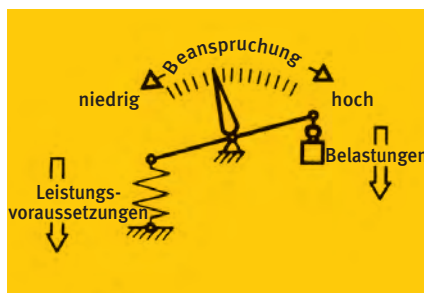 Beanspruchung
niedrig
hoch
Belastungen
Leistungs-
voraussetzungen